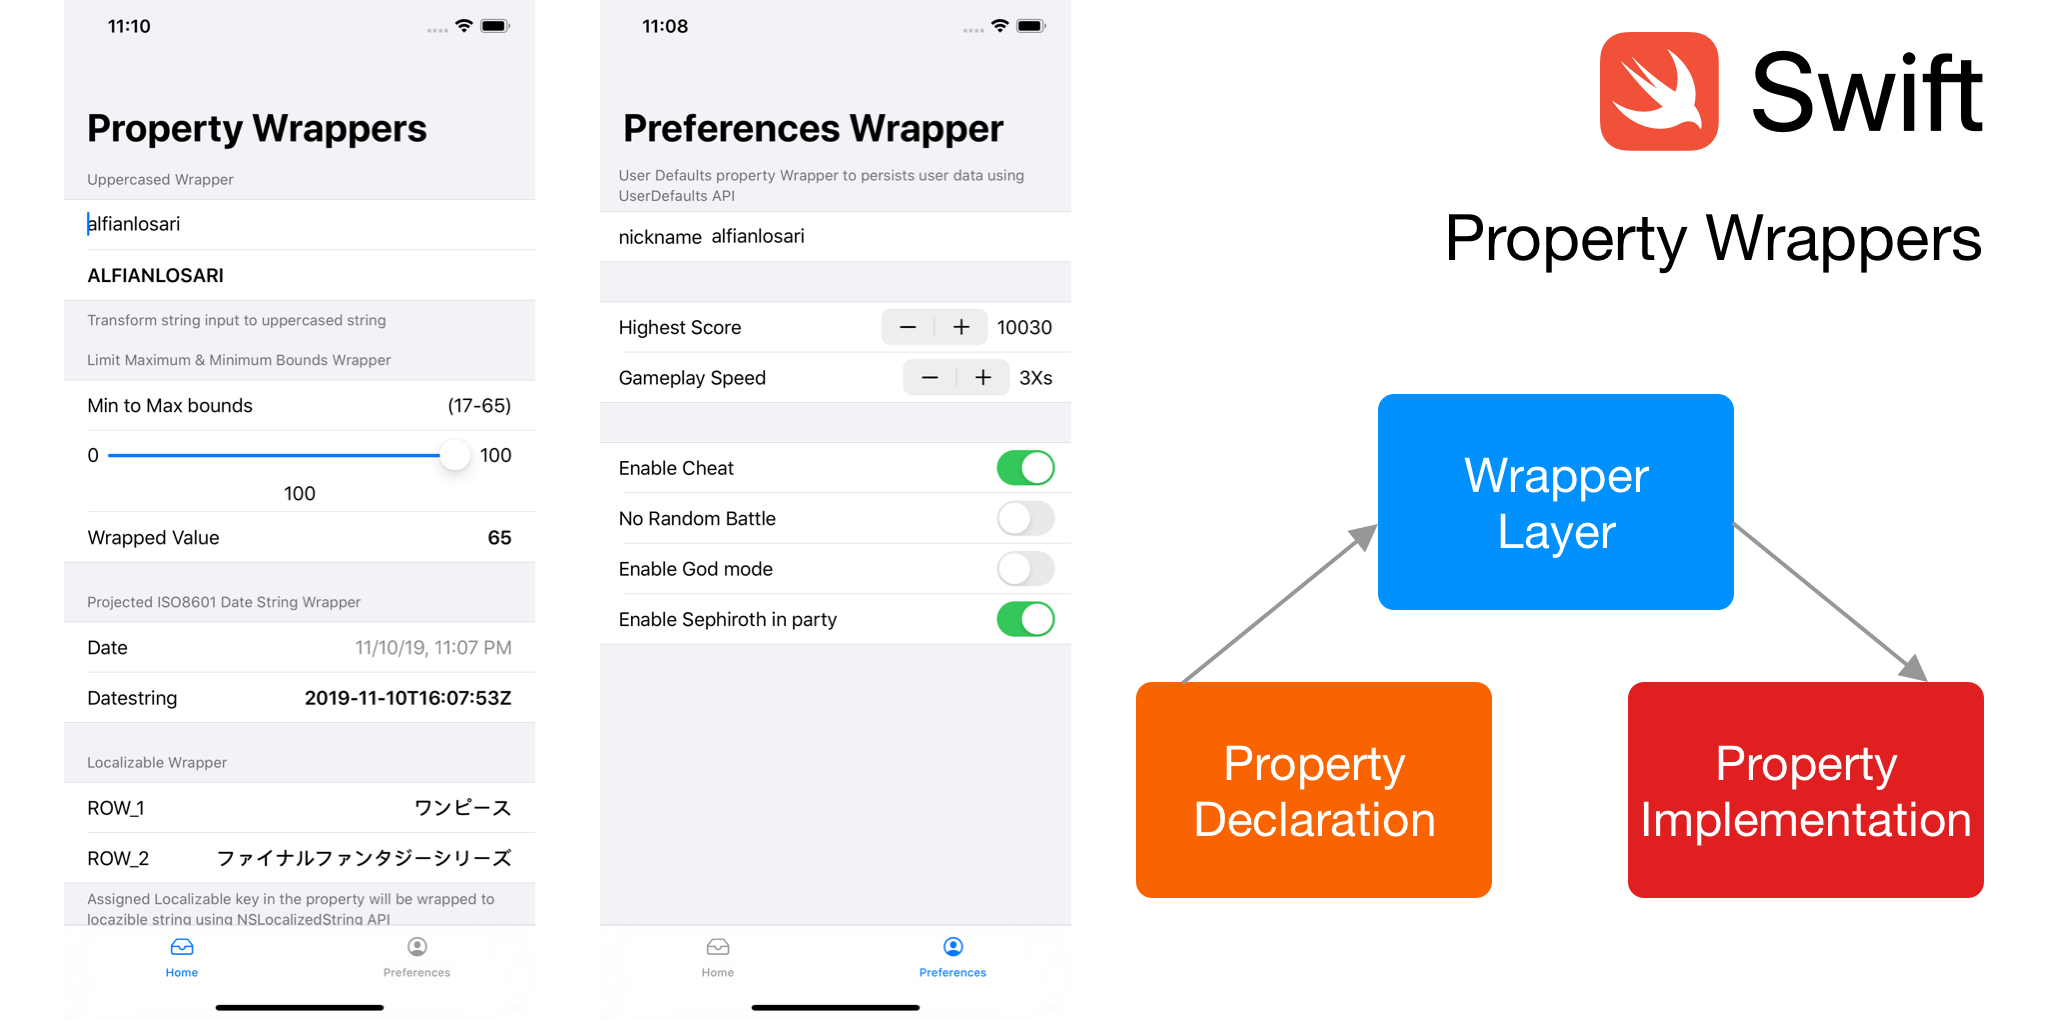 11:10
Property Wrappers
Uppercased Wrapper
alfianlosari
ALFIANLOSARI
Transform string input to uppercased string
Limit Maximum & Minimum Bounds Wrapper
Min to Max bounds (17-65)
0 100
100
Wrapped Value 65
Projected ISO8601 Date String Wrapper
Date 11/10/19, 11:07 PM
Datestring 2019-11-10T16:07:53Z
Localizable Wrapper
ROW_1 ワンピース
ROW_2 ファイナルファンタジーシリーズ
Assigned Localizable key in the property will be wrapped to
locazible string using NSLocalizedString API
Home Preferences
11:08
Preferences Wrapper
User Defaults property Wrapper to persists user data using
UserDefaults API
nickname alfianlosari
Highest Score − + 10030
Gameplay Speed − + 3Xs
Enable Cheat
No Random Battle
Enable God mode
Enable Sephiroth in party
Home Preferences
Swift
Property Wrappers
Wrapper
Layer
Property
Declaration
Property
Implementation